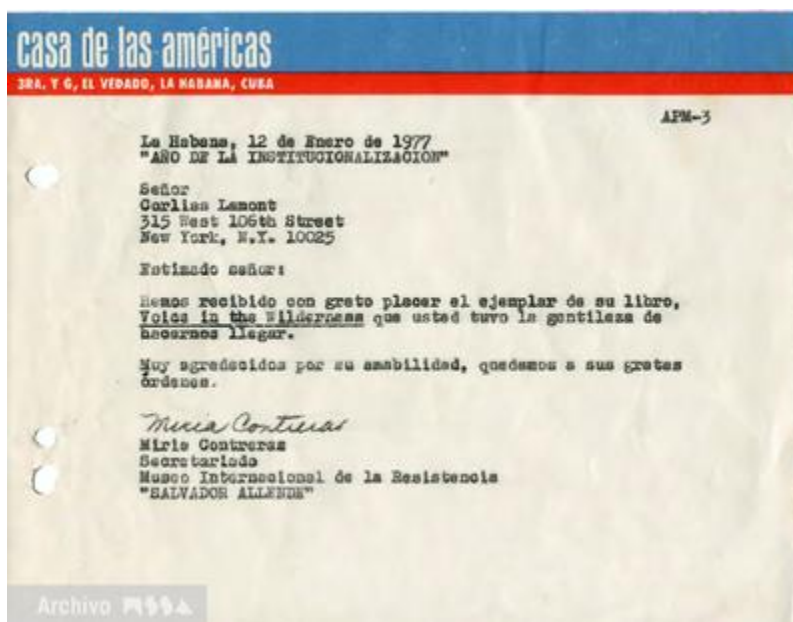 casa de las américas
3RA. Y G, EL VEDADO, LA HABANA, CUBA
APM-3
La Habana, 12 de Enero de 1977
"AÑO DE LA INSTITUCIONALIZACION"
Señor
Corliss Lamont
315 West 106th Street
New York, N.Y. 10025
Estimado señor:
Hemos recibido con grato placer el ejemplar de su libro,
Voice in the Wilderness que usted tuvo la gentileza de
hacernos llegar.
Muy agradecidos por su amabilidad, quedamos a sus gratas
órdenes.
Miria Contreras
Miria Contreras
Secretariado
Museo Internacional de la Resistencia
"SALVADOR ALLENDE"
Archivo MSSA